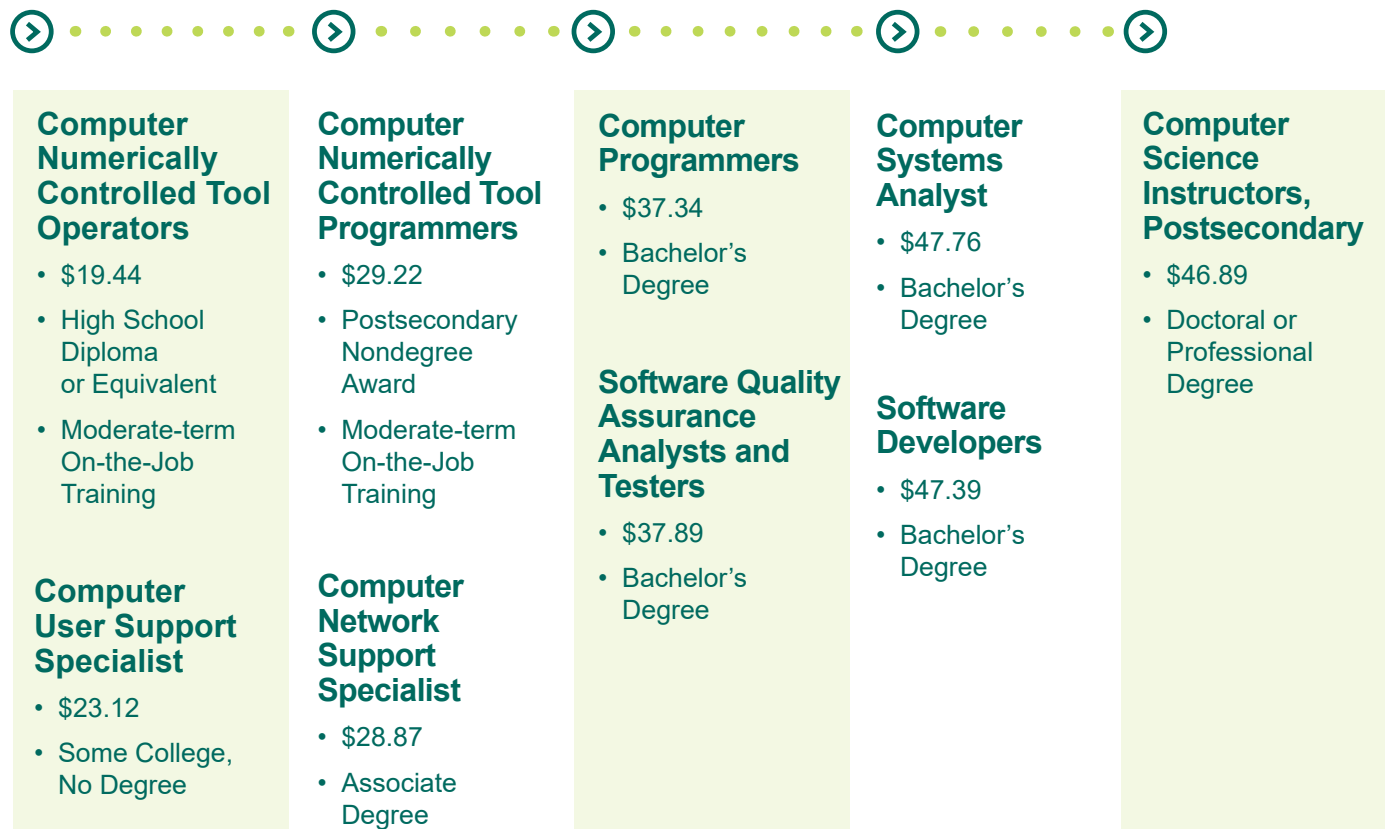 Computer
Numerically
Controlled Tool
Operators
• $19.44
• High School
Diploma
or Equivalent
• Moderate-term
On-the-Job
Training
Computer
User Support
Specialist
• $23.12
• Some College,
No Degree
Computer
Numerically
Controlled Tool
Programmers
• $29.22
• Postsecondary
Nondegree
Award
• Moderate-term
On-the-Job
Training
Computer
Network
Support
Specialist
• $28.87
• Associate
Degree
Computer
Programmers
• $37.34
• Bachelor’s
Degree
Software Quality
Assurance
Analysts and
Testers
• $37.89
• Bachelor’s
Degree
Computer
Systems
Analyst
• $47.76
• Bachelor’s
Degree
Software
Developers
• $47.39
• Bachelor’s
Degree
Computer
Science
Instructors,
Postsecondary
• $46.89
• Doctoral or
Professional
Degree